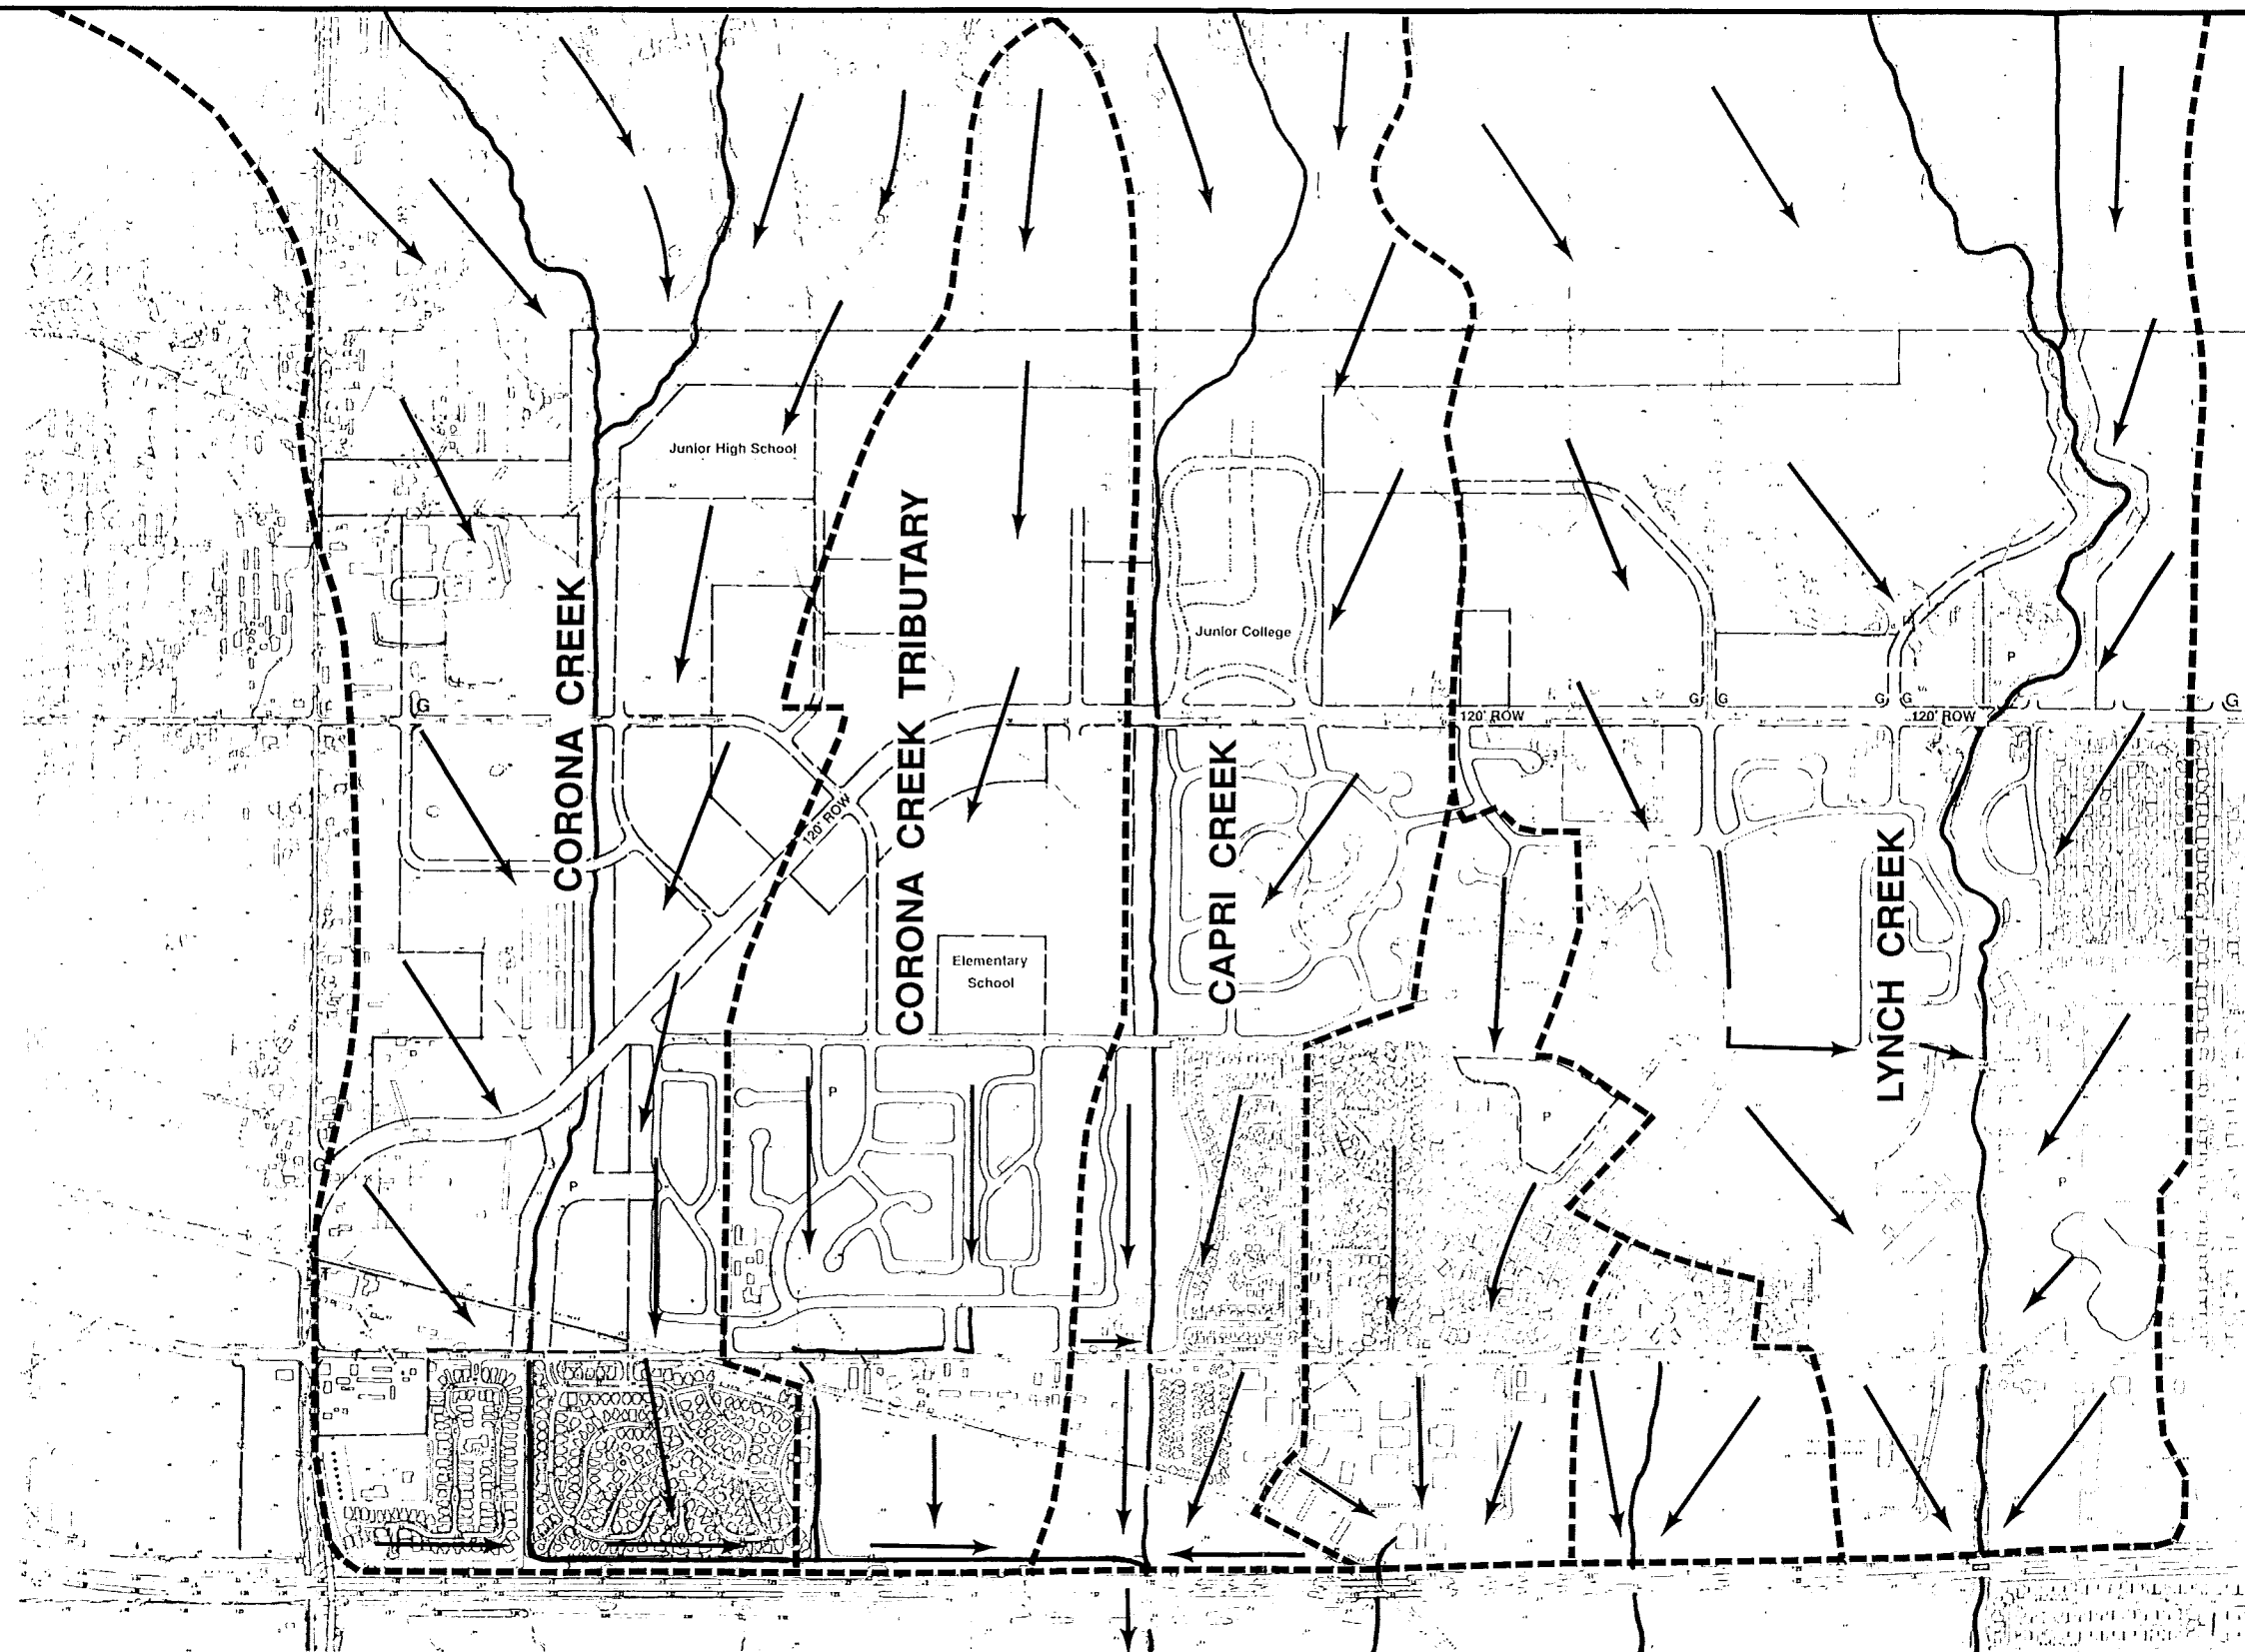 Junior High School
CORONA CREEK
CORONA CREEK TRIBUTARY
Junior College
P
G
G G
G G
G
120' ROW
120' ROW
120' ROW
CAPRI CREEK
LYNCH CREEK
Elementary
School
P
P
P
P